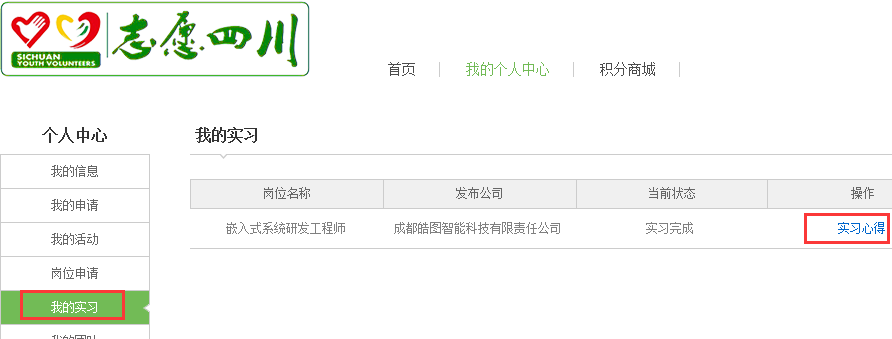 志愿四川
SICHUAN
YOUTH VOLUNTEERS
首页 我的个人中心 积分商城
个人中心
我的信息
我的申请
我的活动
岗位申请
我的实习
我的实习
岗位名称 发布公司 当前状态 操作
嵌入式系统研发工程师 成都皓图智能科技有限责任公司 实习完成 实习心得